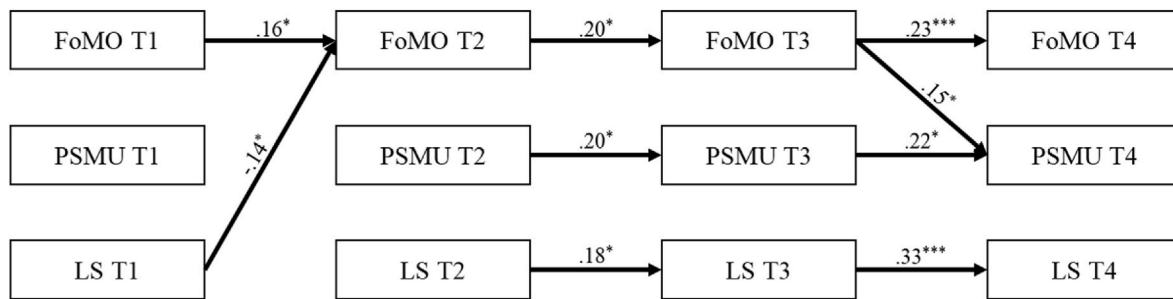 FoMO T1 .16* FoMO T2 .20* FoMO T3 .23*** FoMO T4
-.14* .15*
PSMU T1 PSMU T2 .20* PSMU T3 .22* PSMU T4
LS T1 LS T2 .18* LS T3 .33*** LS T4